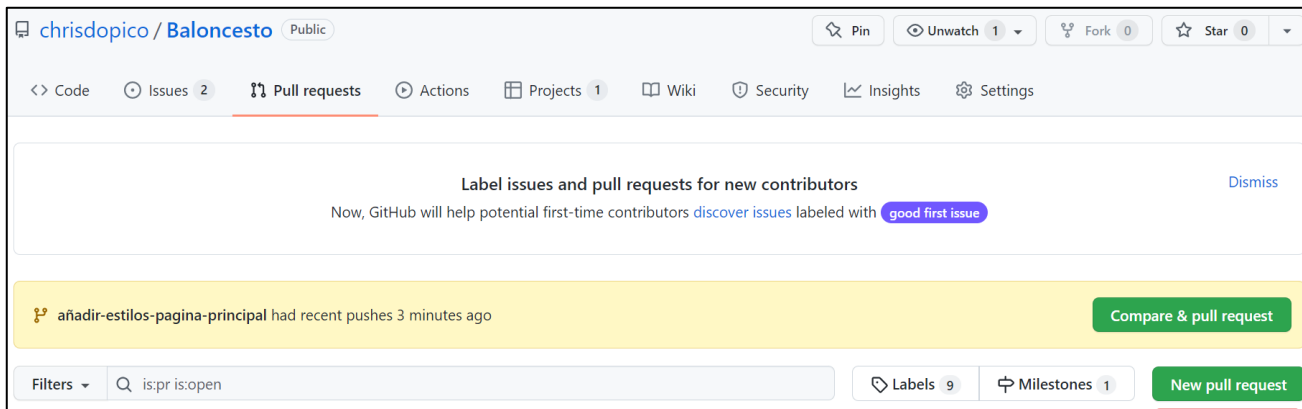 chrisdopico / Baloncesto Public Pin Unwatch 1 Fork 0 Star 0
Code Issues 2 Pull requests Actions Projects 1 Wiki Security Insights Settings
Label issues and pull requests for new contributors Dismiss
Now, GitHub will help potential first-time contributors discover issues labeled with good first issue
añadir-estilos-pagina-principal had recent pushes 3 minutes ago Compare & pull request
Filters is:pr is:open Labels 9 Milestones 1 New pull request